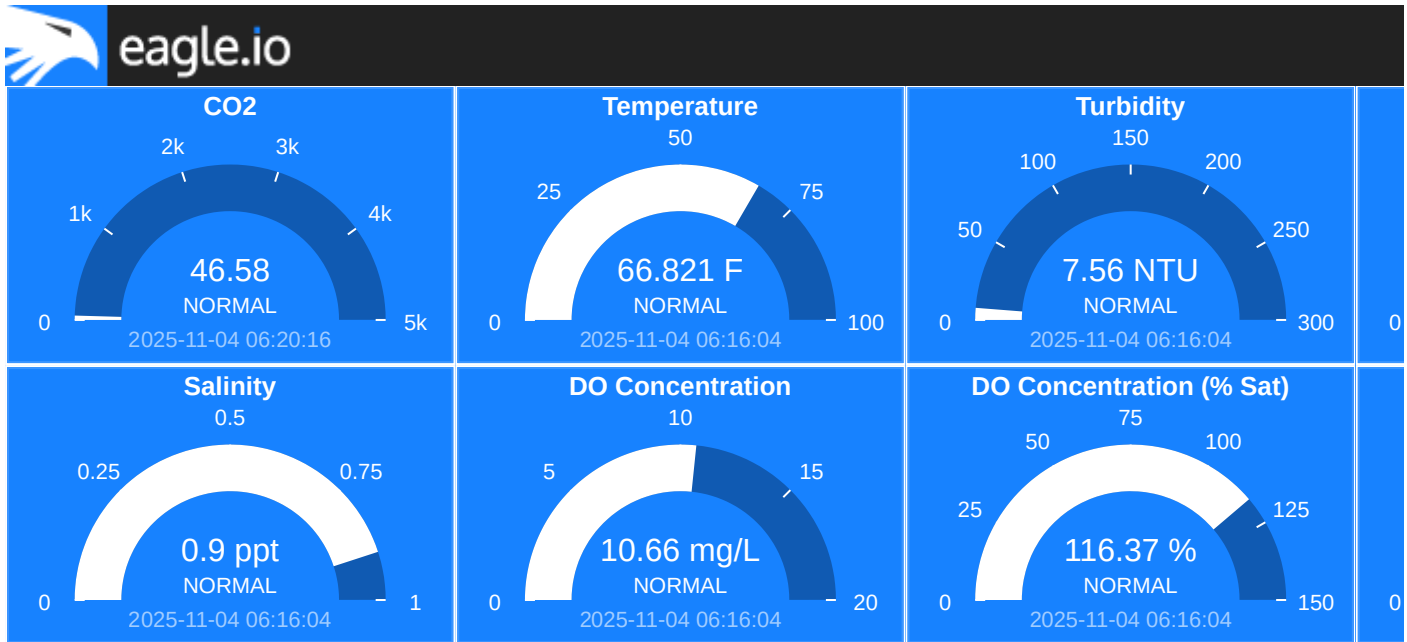 eagle.io
CO2
2k 3k
1k 4k
46.58
NORMAL
0 5k
2025-11-04 06:20:16
Temperature
50
25 75
66.821 F
NORMAL
0 100
2025-11-04 06:16:04
Turbidity
150
100 200
50 250
7.56 NTU
NORMAL
0 300
2025-11-04 06:16:04
0
Salinity
0.5
0.25 0.75
0.9 ppt
NORMAL
0 1
2025-11-04 06:16:04
DO Concentration
10
5 15
10.66 mg/L
NORMAL
0 20
2025-11-04 06:16:04
DO Concentration (% Sat)
75
50 100
25 125
116.37 %
NORMAL
0 150
2025-11-04 06:16:04
0